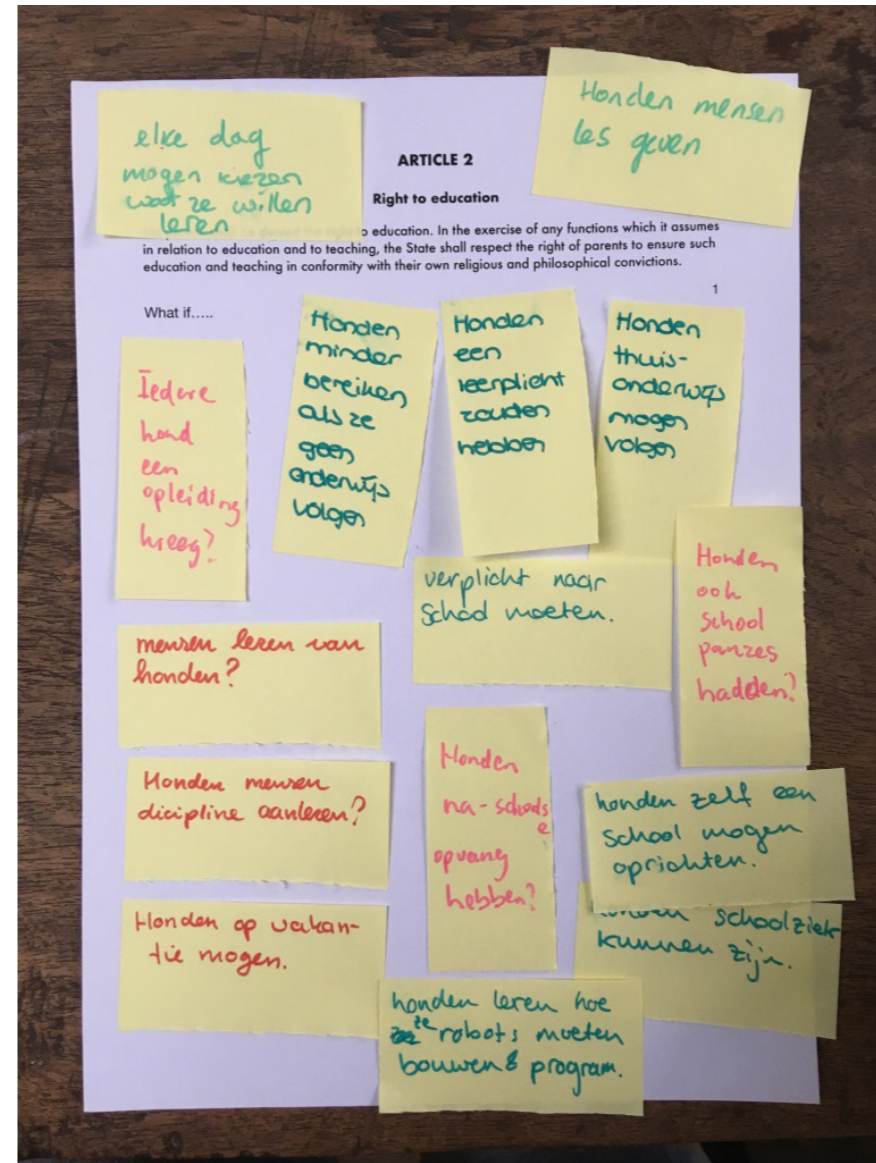 elke dag
mogen kiezen
wat ze willen
leren
Honden mensen
les geven
ARTICLE 2
Right to education
to education. In the exercise of any functions which it assumes
in relation to education and to teaching, the State shall respect the right of parents to ensure such
education and teaching in conformity with their own religious and philosophical convictions.
1
What if.....
Iedere
hond
een
opleiding
kreeg?
Honden
minder
bereiken
als ze
geen
onderwijs
volgen
Honden
een
leerplicht
zouden
hebben
Honden
thuis-
onderwijs
mogen
volgen
verplicht naar
school moeten.
Honden
ook
school
pauzes
hadden?
mensen leren van
honden?
Honden mensen
dicipline aanleren?
Honden
na-schools
e
opvang
hebben?
honden zelf een
school mogen
oprichten.
Honden op vakan-
tie mogen.
schoolziek
kunnen zijn.
honden leren hoe
ze robots moeten
bouwen & program.